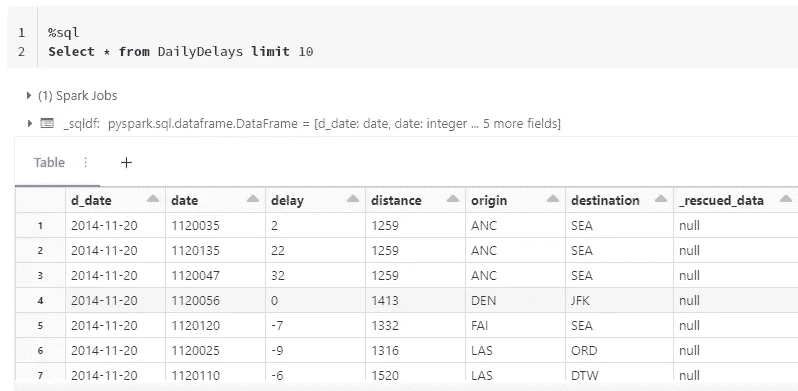 1 %sql
2 Select * from DailyDelays limit 10
(1) Spark Jobs
_sqldf: pyspark.sql.dataframe.DataFrame = [d_date: date, date: integer ... 5 more fields]
Table
d_date date delay distance origin destination _rescued_data
1 2014-11-20 1120035 2 1259 ANC SEA null
2 2014-11-20 1120135 22 1259 ANC SEA null
3 2014-11-20 1120047 32 1259 ANC SEA null
4 2014-11-20 1120056 0 1413 DEN JFK null
5 2014-11-20 1120120 -7 1332 FAI SEA null
6 2014-11-20 1120025 -9 1316 LAS ORD null
7 2014-11-20 1120110 -6 1520 LAS DTW null